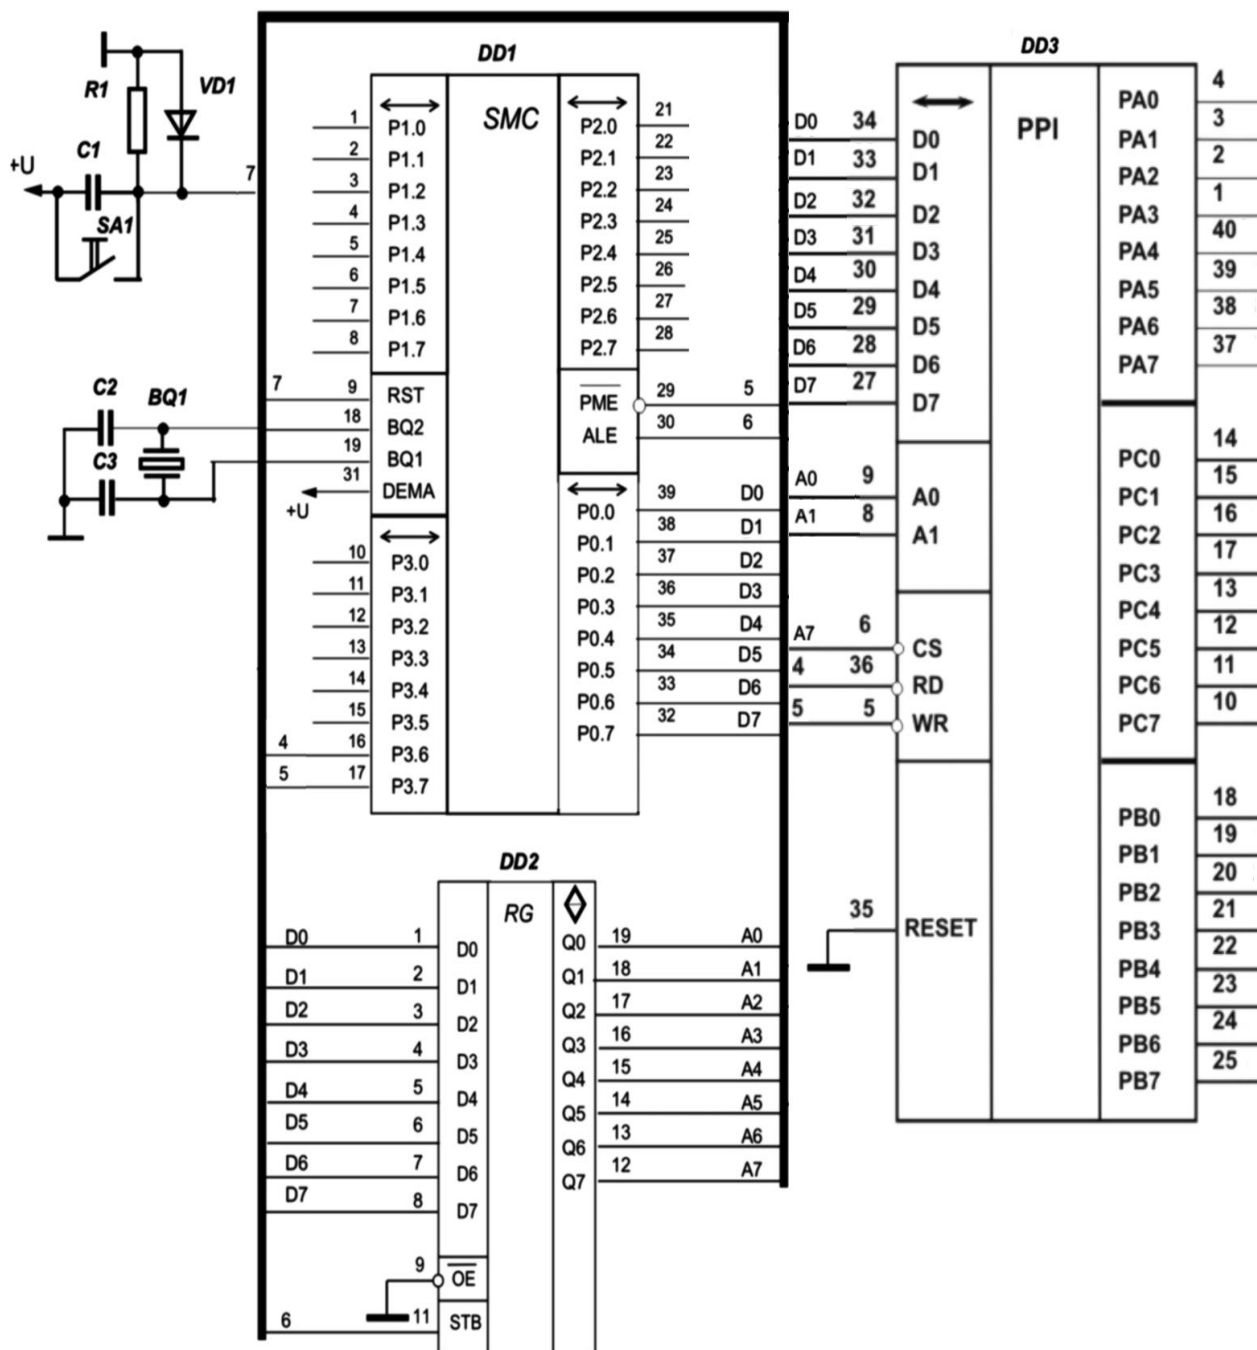 DD1
DD3
R1
VD1
C1
+U
SA1
7
SMC
1 P1.0
2 P1.1
3 P1.2
4 P1.3
5 P1.4
6 P1.5
7 P1.6
8 P1.7
P2.0 21
P2.1 22
P2.2 23
P2.3 24
P2.4 25
P2.5 26
P2.6 27
P2.7 28
C2
BQ1
C3
7 9 RST
18 BQ2
19 BQ1
31 DEMA
+U
PME 29 5
ALE 30 6
10 P3.0
11 P3.1
12 P3.2
13 P3.3
14 P3.4
15 P3.5
4 16 P3.6
5 17 P3.7
P0.0 39 D0
P0.1 38 D1
P0.2 37 D2
P0.3 36 D3
P0.4 35 D4
P0.5 34 D5
P0.6 33 D6
P0.7 32 D7
PPI
D0 34 D0
D1 33 D1
D2 32 D2
D3 31 D3
D4 30 D4
D5 29 D5
D6 28 D6
D7 27 D7
A0 9 A0
A1 8 A1
A7 6 CS
4 36 RD
5 5 WR
35 RESET
PA0 4
PA1 3
PA2 2
PA3 1
PA4 40
PA5 39
PA6 38
PA7 37
PC0 14
PC1 15
PC2 16
PC3 17
PC4 13
PC5 12
PC6 11
PC7 10
PB0 18
PB1 19
PB2 20
PB3 21
PB4 22
PB5 23
PB6 24
PB7 25
DD2
RG
D0 1 D0
D1 2 D1
D2 3 D2
D3 4 D3
D4 5 D4
D5 6 D5
D6 7 D6
D7 8 D7
9 OE
6 11 STB
Q0 19 A0
Q1 18 A1
Q2 17 A2
Q3 16 A3
Q4 15 A4
Q5 14 A5
Q6 13 A6
Q7 12 A7